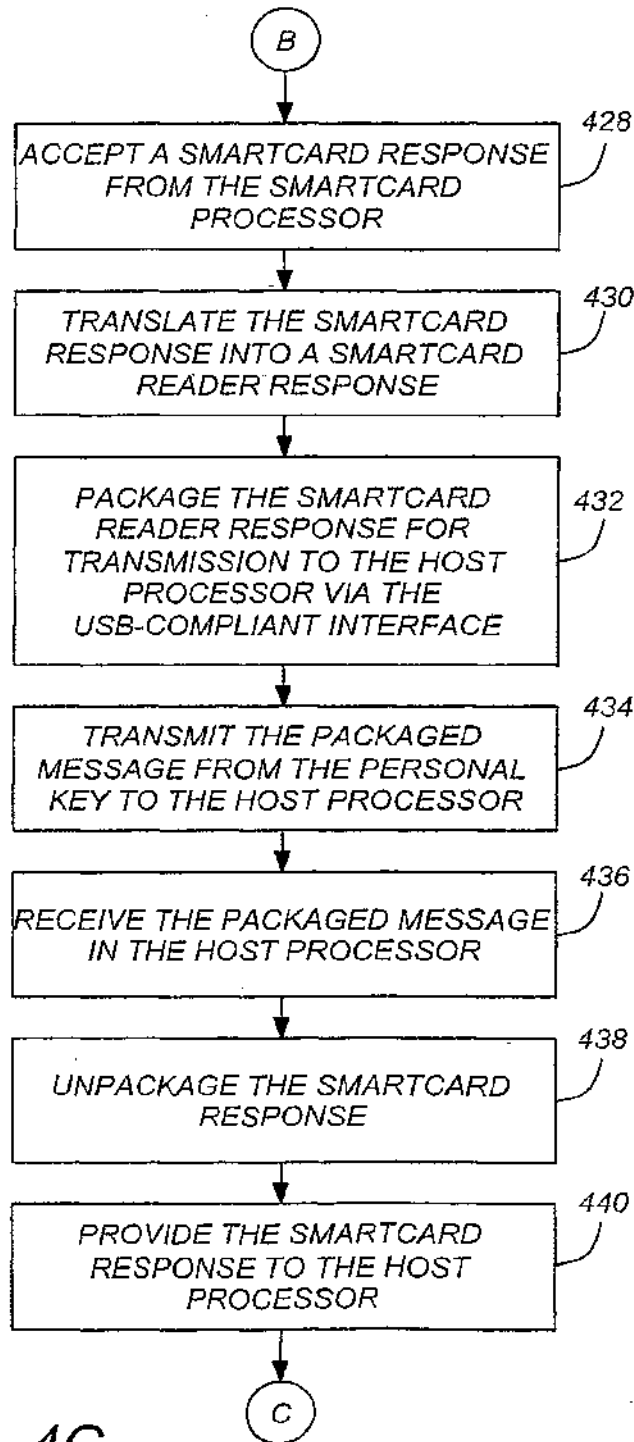 B
428
ACCEPT A SMARTCARD RESPONSE
FROM THE SMARTCARD
PROCESSOR
430
TRANSLATE THE SMARTCARD
RESPONSE INTO A SMARTCARD
READER RESPONSE
432
PACKAGE THE SMARTCARD
READER RESPONSE FOR
TRANSMISSION TO THE HOST
PROCESSOR VIA THE
USB-COMPLIANT INTERFACE
434
TRANSMIT THE PACKAGED
MESSAGE FROM THE PERSONAL
KEY TO THE HOST PROCESSOR
436
RECEIVE THE PACKAGED MESSAGE
IN THE HOST PROCESSOR
438
UNPACKAGE THE SMARTCARD
RESPONSE
440
PROVIDE THE SMARTCARD
RESPONSE TO THE HOST
PROCESSOR
C